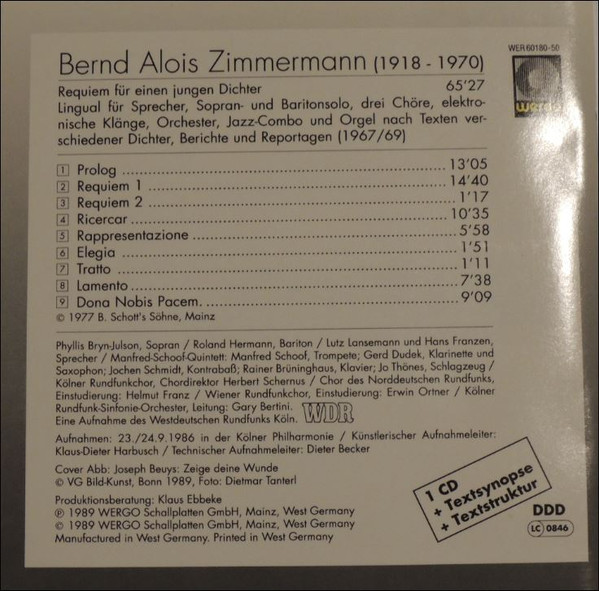 WER 60180-50
Bernd Alois Zimmermann (1918 - 1970)
wergo
Requiem für einen jungen Dichter 65'27
Lingual für Sprecher, Sopran- und Baritonsolo, drei Chöre, elektro-
nische Klänge, Orchester, Jazz-Combo und Orgel nach Texten ver-
schiedener Dichter, Berichte und Reportagen (1967/69)
1 Prolog 13'05
2 Requiem 1 14'40
3 Requiem 2 1'17
4 Ricercar 10'35
5 Rappresentazione 5'58
6 Elegia 1'51
7 Tratto 1'11
8 Lamento 7'38
9 Dona Nobis Pacem. 9'09
© 1977 B. Schott's Söhne, Mainz
Phyllis Bryn-Julson, Sopran / Roland Hermann, Bariton / Lutz Lansemann und Hans Franzen,
Sprecher / Manfred-Schoof-Quintett: Manfred Schoof, Trompete; Gerd Dudek, Klarinette und
Saxophon; Jochen Schmidt, Kontrabaß; Rainer Brüninghaus, Klavier; Jo Thönes, Schlagzeug /
Kölner Rundfunkchor, Chordirektor Herbert Schernus / Chor des Norddeutschen Rundfunks,
Einstudierung: Helmut Franz / Wiener Rundfunkchor, Einstudierung: Erwin Ortner / Kölner
Rundfunk-Sinfonie-Orchester, Leitung: Gary Bertini.
Eine Aufnahme des Westdeutschen Rundfunks Köln. WDR
Aufnahmen: 23./24.9.1986 in der Kölner Philharmonie / Künstlerischer Aufnahmeleiter:
Klaus-Dieter Harbusch / Technischer Aufnahmeleiter: Dieter Becker
Cover Abb: Joseph Beuys: Zeige deine Wunde
© VG Bild-Kunst, Bonn 1989, Foto: Dietmar Tanterl
Produktionsberatung: Klaus Ebbeke
℗ 1989 WERGO Schallplatten GmbH, Mainz, West Germany
© 1989 WERGO Schallplatten GmbH, Mainz, West Germany
Manufactured in West Germany. Printed in West Germany
1 CD
+ Textsynopse
+ Textstruktur
DDD
LC 0846